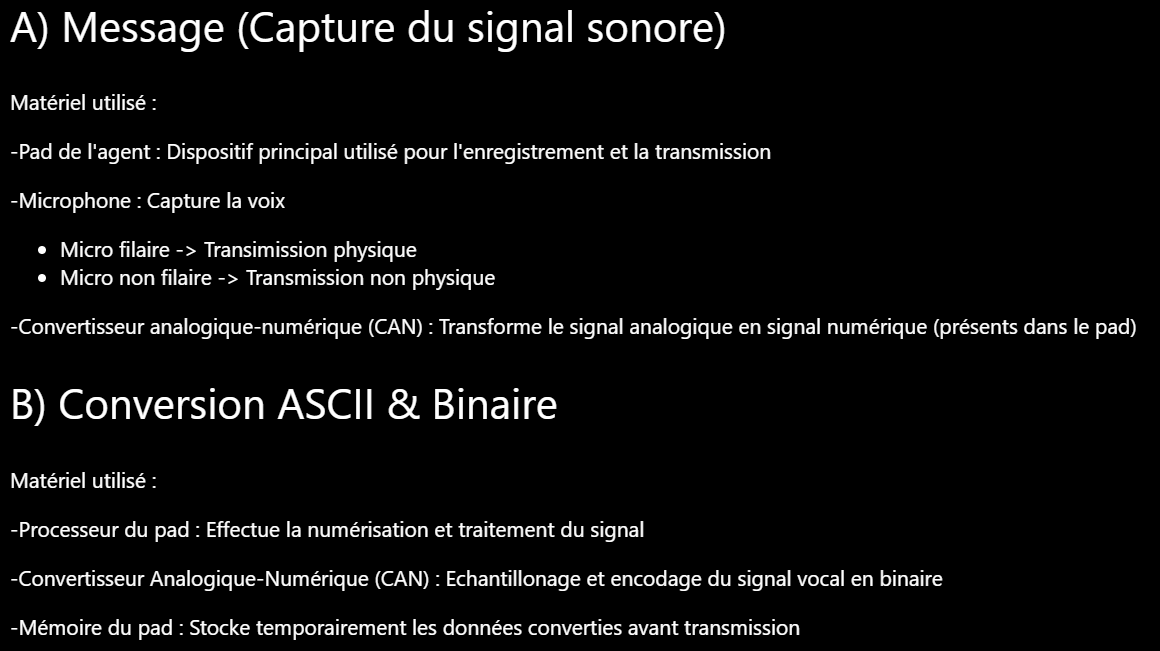 A) Message (Capture du signal sonore)
Matériel utilisé :
-Pad de l'agent : Dispositif principal utilisé pour l'enregistrement et la transmission
-Microphone : Capture la voix
• Micro filaire -> Transimission physique
• Micro non filaire -> Transmission non physique
-Convertisseur analogique-numérique (CAN) : Transforme le signal analogique en signal numérique (présents dans le pad)
B) Conversion ASCII & Binaire
Matériel utilisé :
-Processeur du pad : Effectue la numérisation et traitement du signal
-Convertisseur Analogique-Numérique (CAN) : Echantillonage et encodage du signal vocal en binaire
-Mémoire du pad : Stocke temporairement les données converties avant transmission